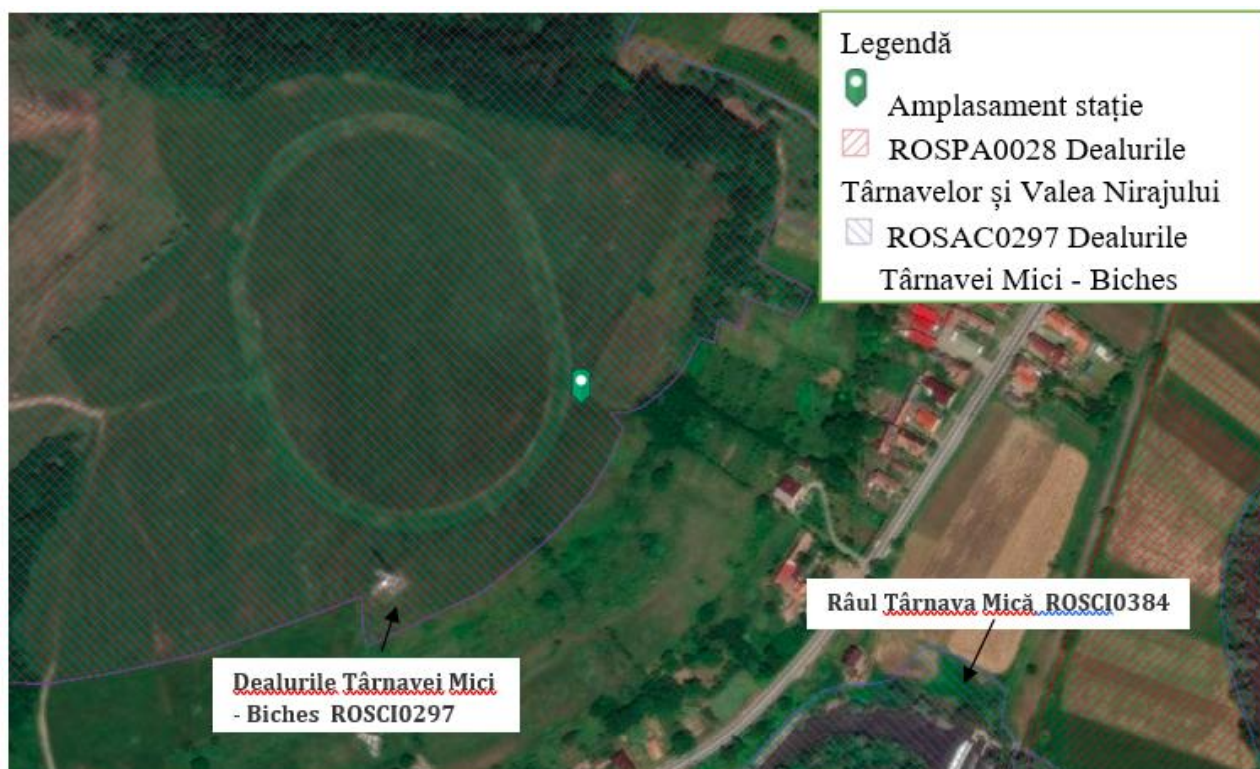 Legendă
Amplasament stație
ROSPA0028 Dealurile
Târnavelor și Valea Nirajului
ROSAC0297 Dealurile
Târnavei Mici - Biches
Râul Târnava Mică ROSCI0384
Dealurile Târnavei Mici
- Biches ROSCI0297